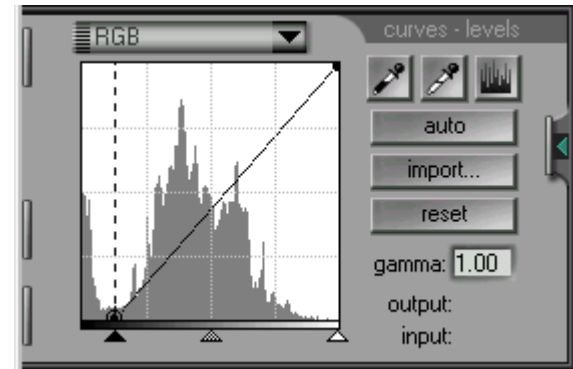 RGB
curves - levels
auto
import...
reset
gamma: 1.00
output:
input: